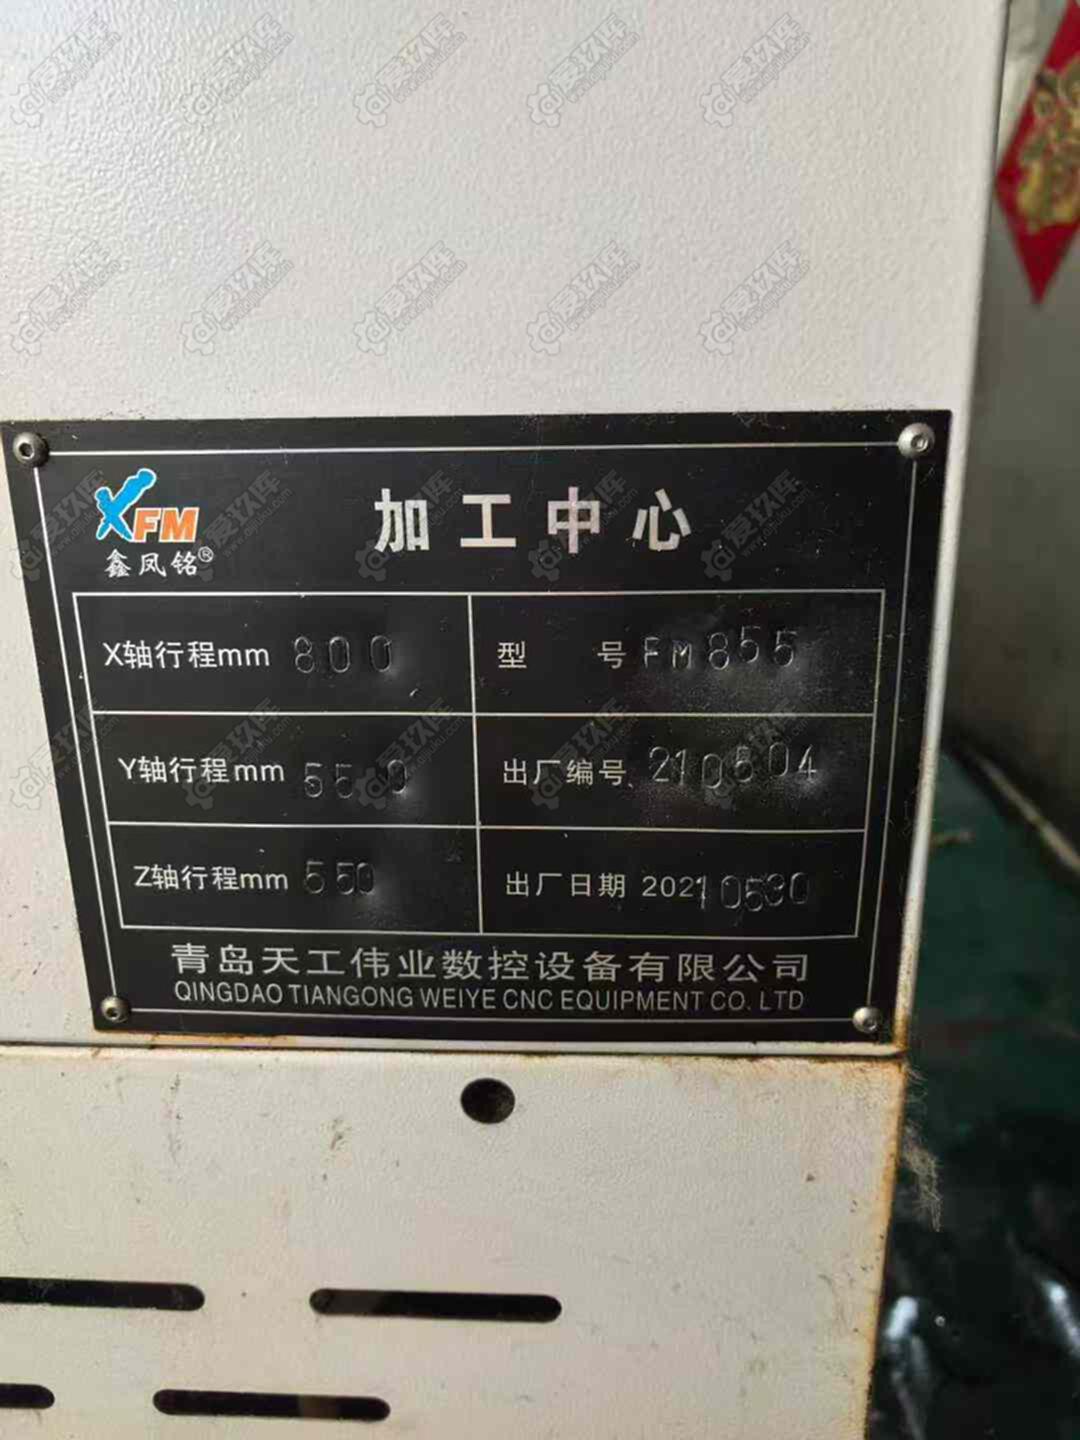 XFM
鑫凤铭®
加工中心
X轴行程mm 800
型 号 FM855
Y轴行程mm 550
出厂编号 210504
Z轴行程mm 550
出厂日期 20210530
青岛天工伟业数控设备有限公司
QINGDAO TIANGONG WEIYE CNC EQUIPMENT CO. LTD